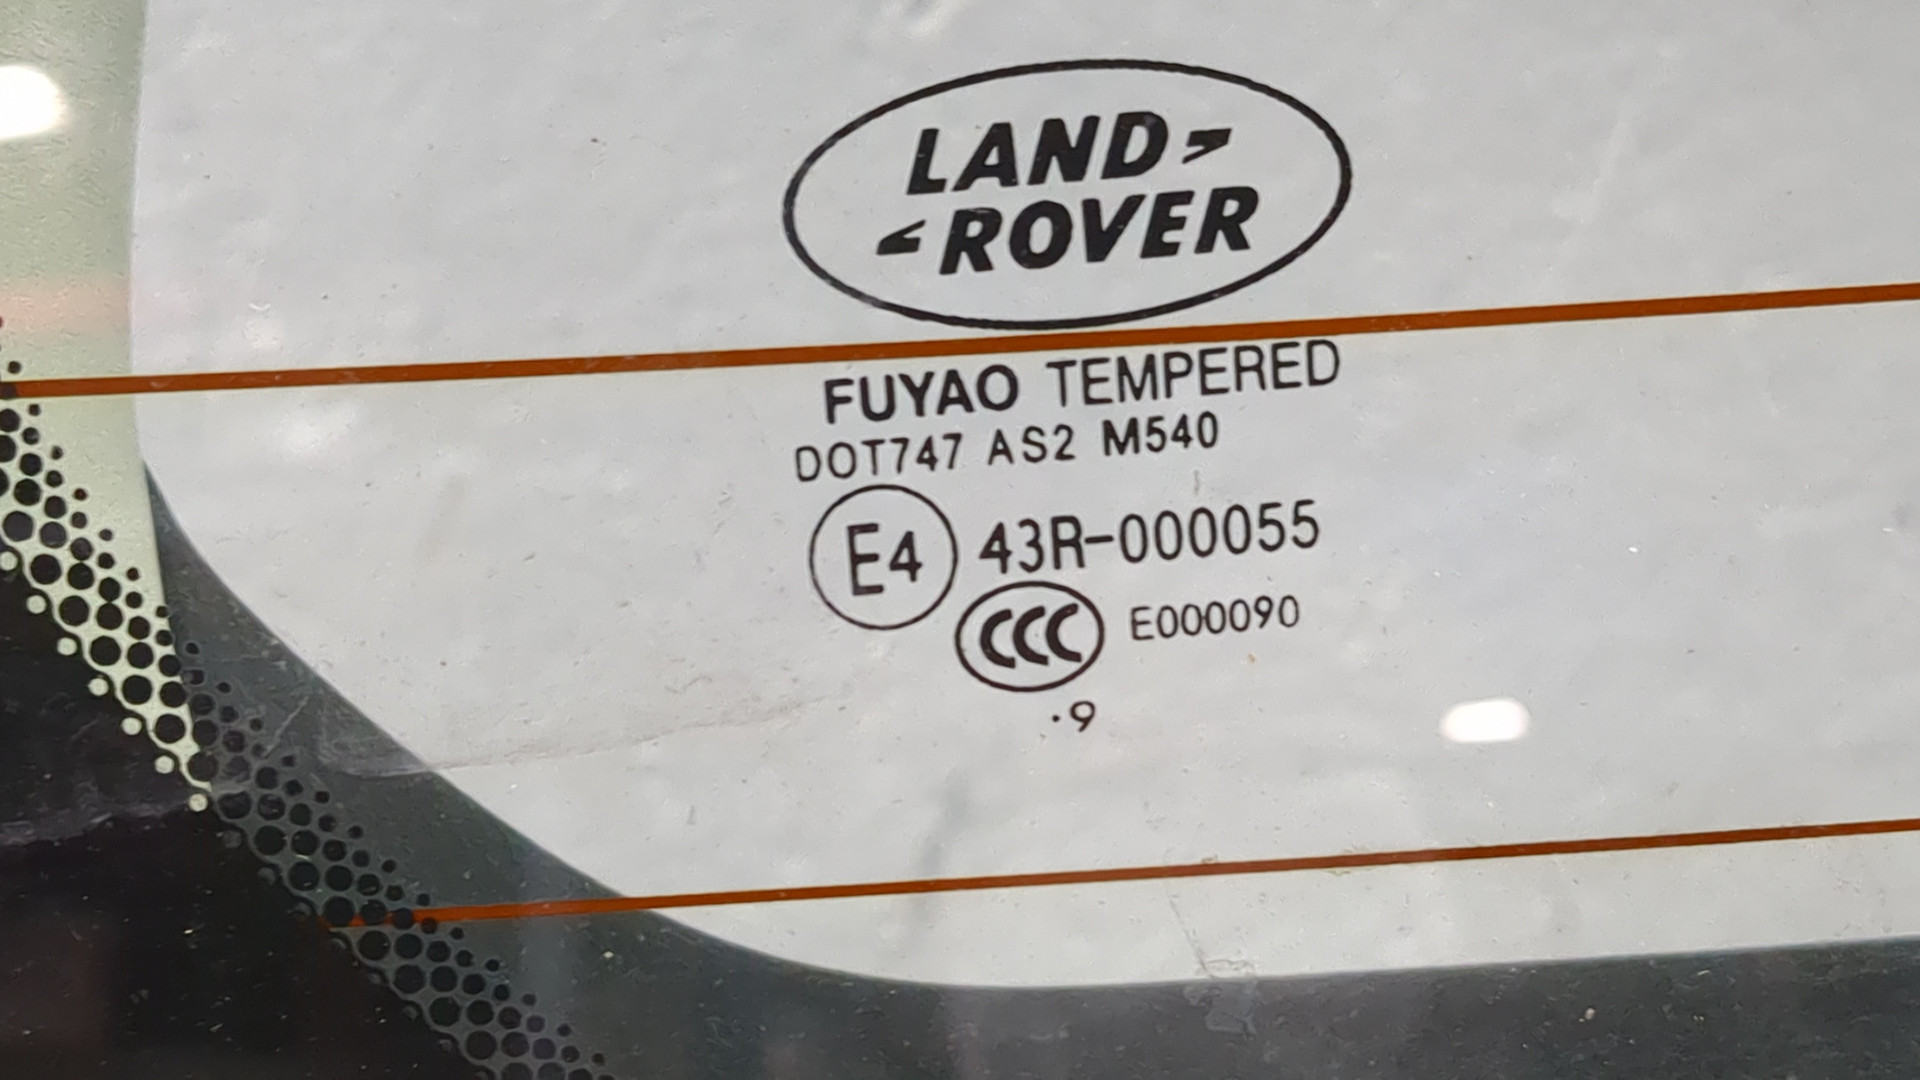 LAND
ROVER
FUYAO TEMPERED
DOT747 AS2 M540
E4 43R-000055
CCC E000090
·9